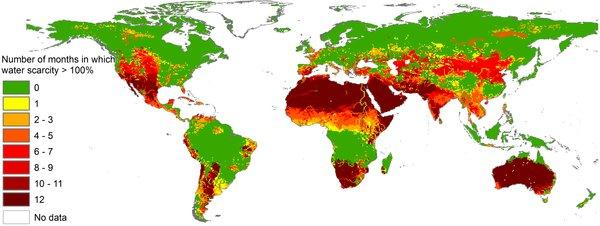 Number of months in which
water scarcity > 100%
0
1
2 - 3
4 - 5
6 - 7
8 - 9
10 - 11
12
No data